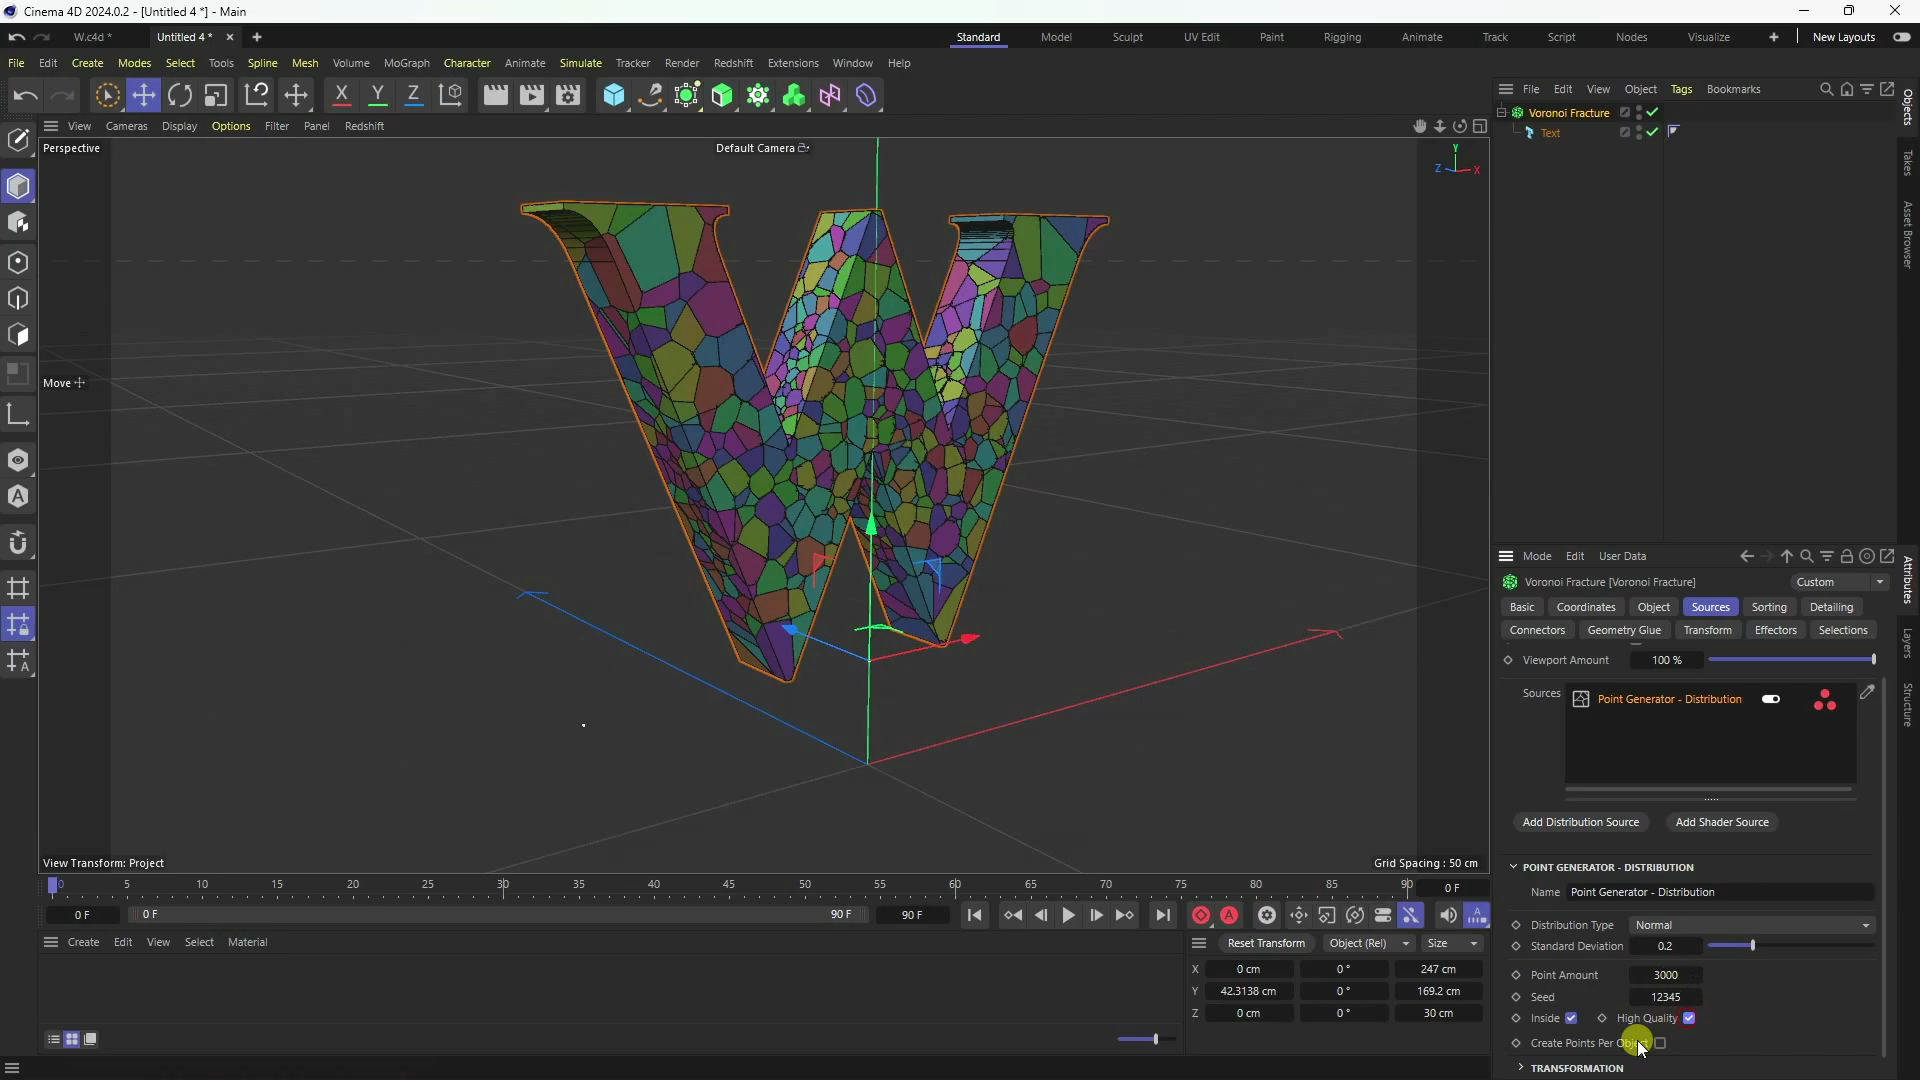 Cinema 4D 2024.0.2 - [Untitled 4 *] - Main
W.c4d *
Untitled 4 *
Standard
Model
Sculpt
UV Edit
Paint
Rigging
Animate
Track
Script
Nodes
Visualize
New Layouts
File Edit Create Modes Select Tools Spline Mesh Volume MoGraph Character Animate Simulate Tracker Render Redshift Extensions Window Help
X Y Z
File Edit View Object Tags Bookmarks
View Cameras Display Options Filter Panel Redshift
Voronoi Fracture
Text
Perspective
Default Camera
Y
Z X
Move
Objects
Takes
Asset Browser
Mode Edit User Data
Voronoi Fracture [Voronoi Fracture]
Custom
Basic Coordinates Object Sources Sorting Detailing
Connectors Geometry Glue Transform Effectors Selections
Viewport Amount 100 %
Sources Point Generator - Distribution
Add Distribution Source Add Shader Source
POINT GENERATOR - DISTRIBUTION
Name Point Generator - Distribution
Distribution Type Normal
Standard Deviation 0.2
Point Amount 3000
Seed 12345
Inside High Quality
Create Points Per Object
TRANSFORMATION
Attributes
Layers
Structure
View Transform: Project
Grid Spacing : 50 cm
0 5 10 15 20 25 30 35 40 45 50 55 60 65 70 75 80 85 90 0 F
0 F 0 F 90 F 90 F
Create Edit View Select Material
Reset Transform Object (Rel) Size
X 0 cm 0 ° 247 cm
Y 42.3138 cm 0 ° 169.2 cm
Z 0 cm 0 ° 30 cm